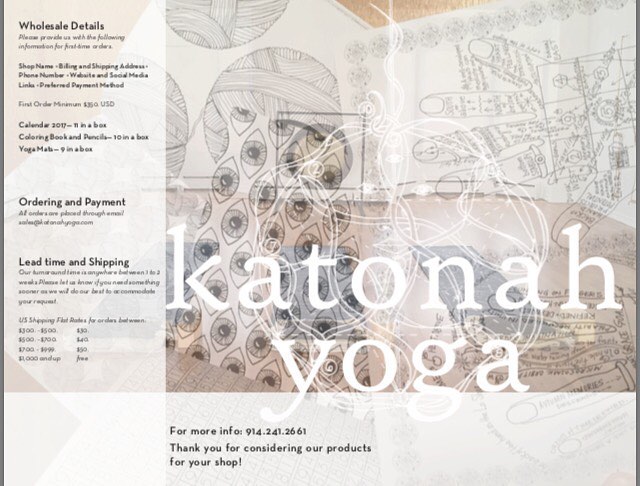 Wholesale Details
Please provide us with the following
information for first-time orders.
Shop Name • Billing and Shipping Address •
Phone Number • Website and Social Media
Links • Preferred Payment Method
First Order Minimum $350. USD
Calendar 2017— 11 in a box
Coloring Book and Pencils— 10 in a box
Yoga Mats— 9 in a box
Ordering and Payment
All orders are placed through email
sales@katonahyoga.com
Lead time and Shipping
Our turnaround time is anywhere between 1 to 2
weeks. Please let us know if you need something
sooner as we will do our best to accommodate
your request.
US Shipping Flat Rates for orders between:
$300. -$500. $30.
$500. -$700. $40.
$700. - $999. $50.
$1,000 and up free
katonah
yoga
For more info: 914.241.2661
Thank you for considering our products
for your shop!